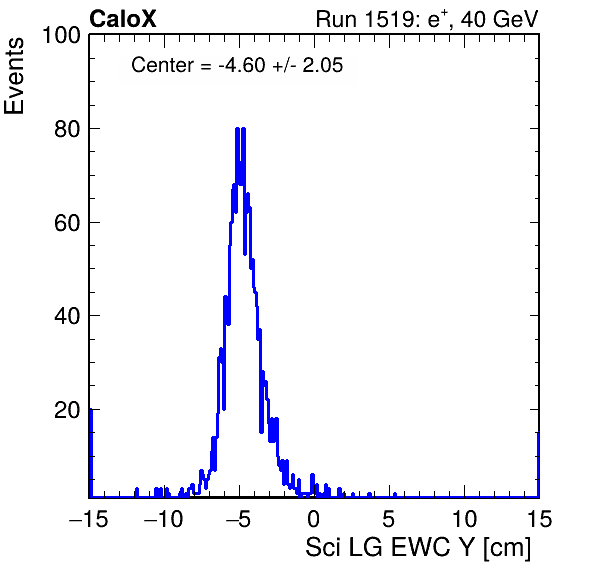 CaloX Run 1519: e+, 40 GeV
Center = -4.60 +/- 2.05
Events
100
80
60
40
20
−15 −10 −5 0 5 10 15
Sci LG EWC Y [cm]